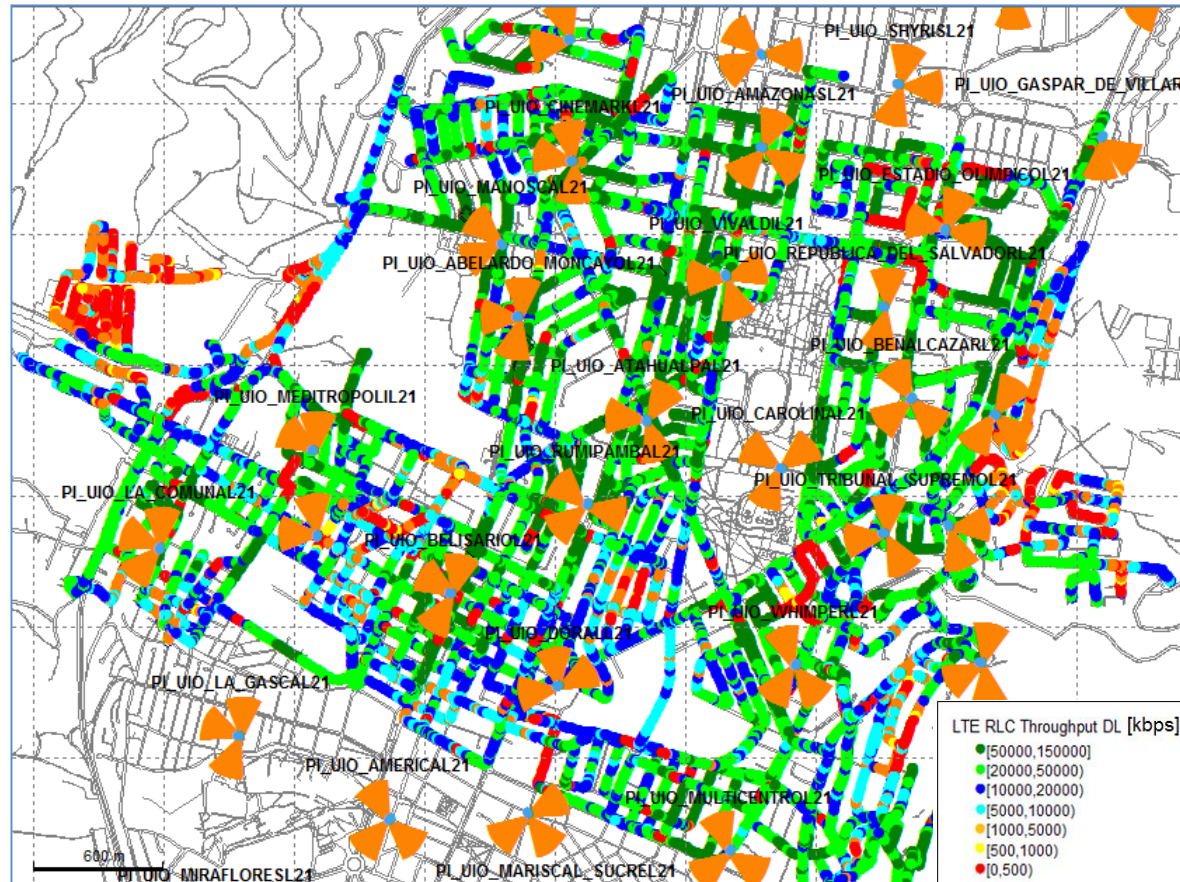 PI_UIO_SHYRISL21
PI_UIO_GASPAR_DE_VILLAR
PI_UIO_AMAZONASL21
PI_UIO_CINEMARKL21
PI_UIO_ESTADIO_OLIMPICOL21
PI_UIO_MANOSCAL21
PI_UIO_VIVALDIL21
PI_UIO_REPUBLICA_DEL_SALVADORL21
PI_UIO_ABELARDO_MONCAYOL21
PI_UIO_BENALCAZARL21
PI_UIO_ATAHUALPAL21
PI_UIO_MEDITROPOLIL21
PI_UIO_CAROLINAL21
PI_UIO_RUMIPAMBAL21
PI_UIO_TRIBUNAL_SUPREMOL21
PI_UIO_LA_COMUNAL21
PI_UIO_BELISARIOL21
PI_UIO_WHIMPERL21
PI_UIO_DORALL21
PI_UIO_LA_GASCAL21
PI_UIO_AMERICAL21
PI_UIO_MULTICENTROL21
PI_UIO_MARISCAL_SUCREL21
PI_UIO_MIRAFLORESL21
600 m
LTE RLC Throughput DL [kbps]
[50000,150000]
[20000,50000)
[10000,20000)
[5000,10000)
[1000,5000)
[500,1000)
[0,500)